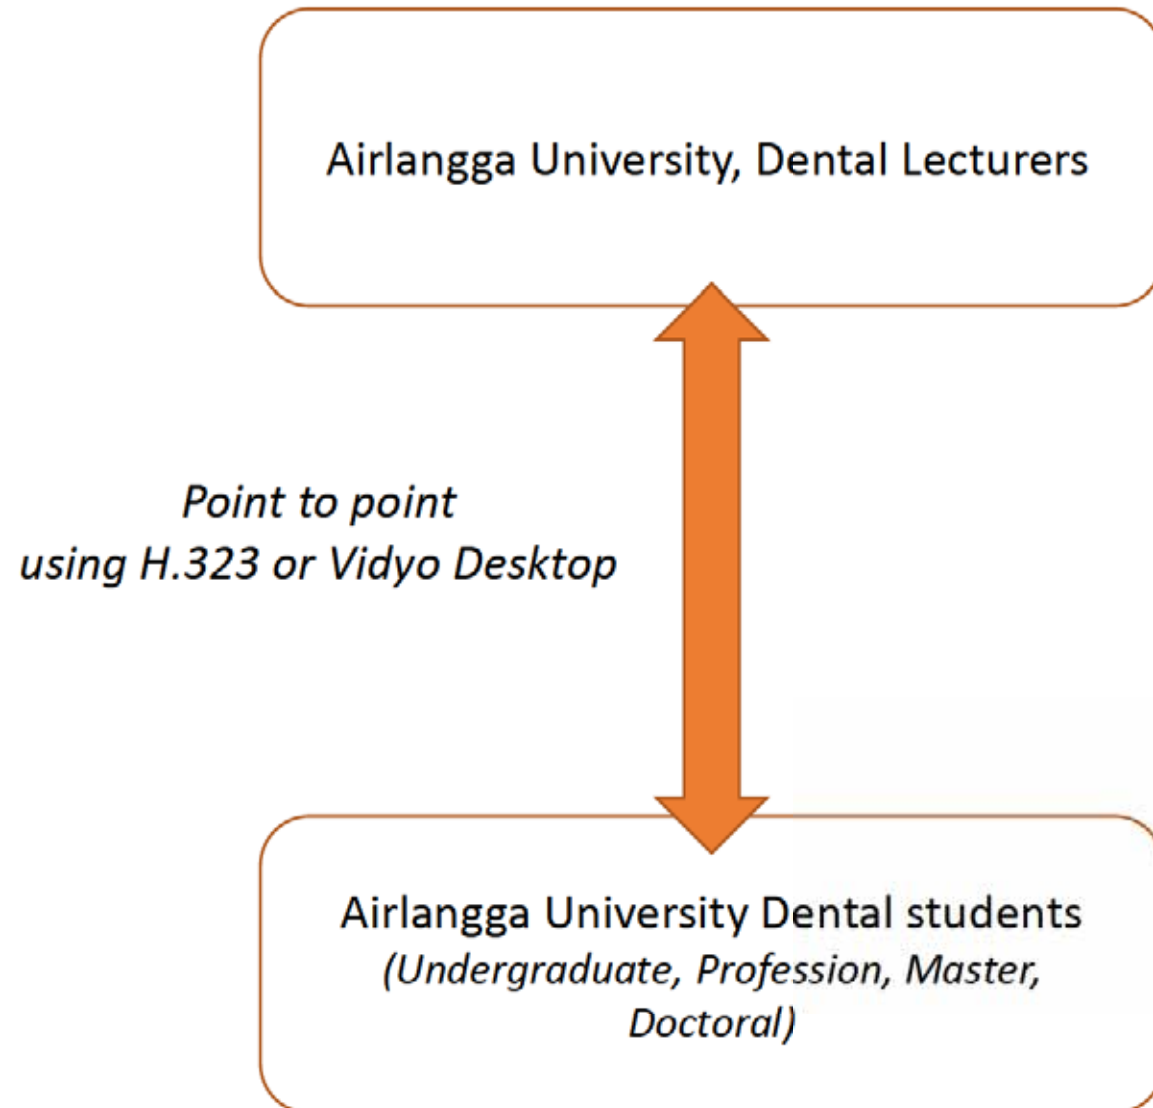 Airlangga University, Dental Lecturers
Point to point
using H.323 or Vidyo Desktop
Airlangga University Dental students
(Undergraduate, Profession, Master,
Doctoral)